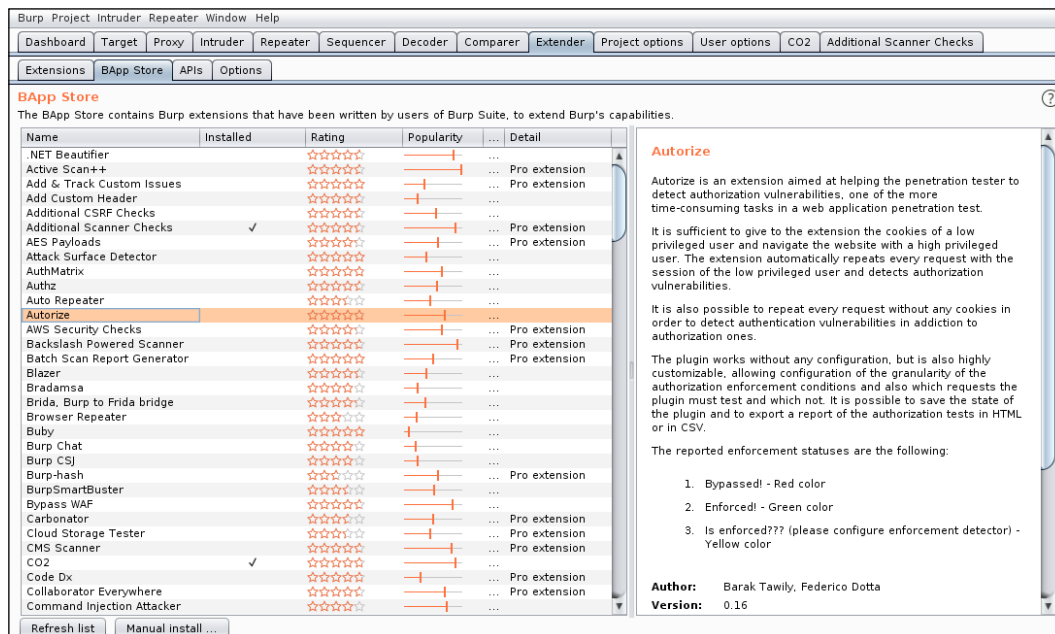 Burp Project Intruder Repeater Window Help
Dashboard Target Proxy Intruder Repeater Sequencer Decoder Comparer Extender Project options User options CO2 Additional Scanner Checks
Extensions BApp Store APIs Options
BApp Store
?
The BApp Store contains Burp extensions that have been written by users of Burp Suite, to extend Burp's capabilities.
Name Installed Rating Popularity ... Detail
.NET Beautifier ...
Active Scan++ ... Pro extension
Add & Track Custom Issues ... Pro extension
Add Custom Header ...
Additional CSRF Checks ...
Additional Scanner Checks ✓ ... Pro extension
AES Payloads ... Pro extension
Attack Surface Detector ...
AuthMatrix ...
Authz ...
Auto Repeater ...
Autorize ...
AWS Security Checks ... Pro extension
Backslash Powered Scanner ... Pro extension
Batch Scan Report Generator ... Pro extension
Blazer ...
Bradamsa ...
Brida, Burp to Frida bridge ...
Browser Repeater ...
Buby ...
Burp Chat ...
Burp CSJ ...
Burp-hash ... Pro extension
BurpSmartBuster ...
Bypass WAF ...
Carbonator ... Pro extension
Cloud Storage Tester ... Pro extension
CMS Scanner ... Pro extension
CO2 ✓ ...
Code Dx ... Pro extension
Collaborator Everywhere ... Pro extension
Command Injection Attacker ...
Refresh list Manual install ...
Autorize
Autorize is an extension aimed at helping the penetration tester to
detect authorization vulnerabilities, one of the more
time-consuming tasks in a web application penetration test.
It is sufficient to give to the extension the cookies of a low
privileged user and navigate the website with a high privileged
user. The extension automatically repeats every request with the
session of the low privileged user and detects authorization
vulnerabilities.
It is also possible to repeat every request without any cookies in
order to detect authentication vulnerabilities in addiction to
authorization ones.
The plugin works without any configuration, but is also highly
customizable, allowing configuration of the granularity of the
authorization enforcement conditions and also which requests the
plugin must test and which not. It is possible to save the state of
the plugin and to export a report of the authorization tests in HTML
or in CSV.
The reported enforcement statuses are the following:
1. Bypassed! - Red color
2. Enforced! - Green color
3. Is enforced??? (please configure enforcement detector) -
Yellow color
Author: Barak Tawily, Federico Dotta
Version: 0.16